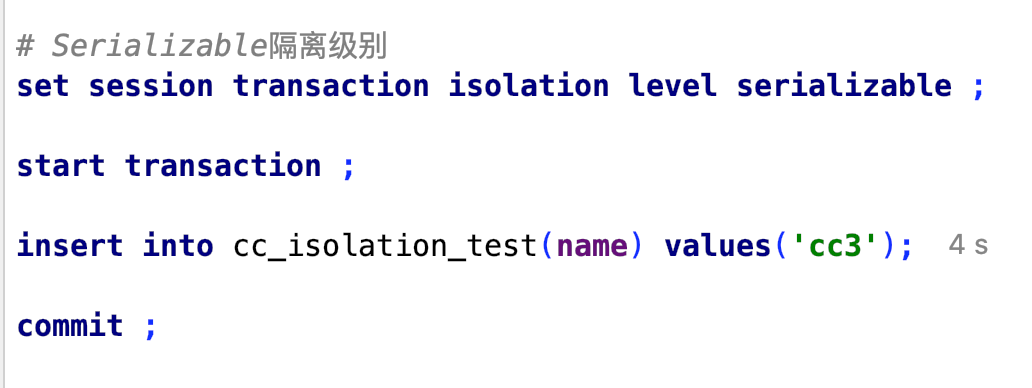 # Serializable隔离级别
set session transaction isolation level serializable ;
start transaction ;
insert into cc_isolation_test(name) values('cc3'); 4 s
commit ;